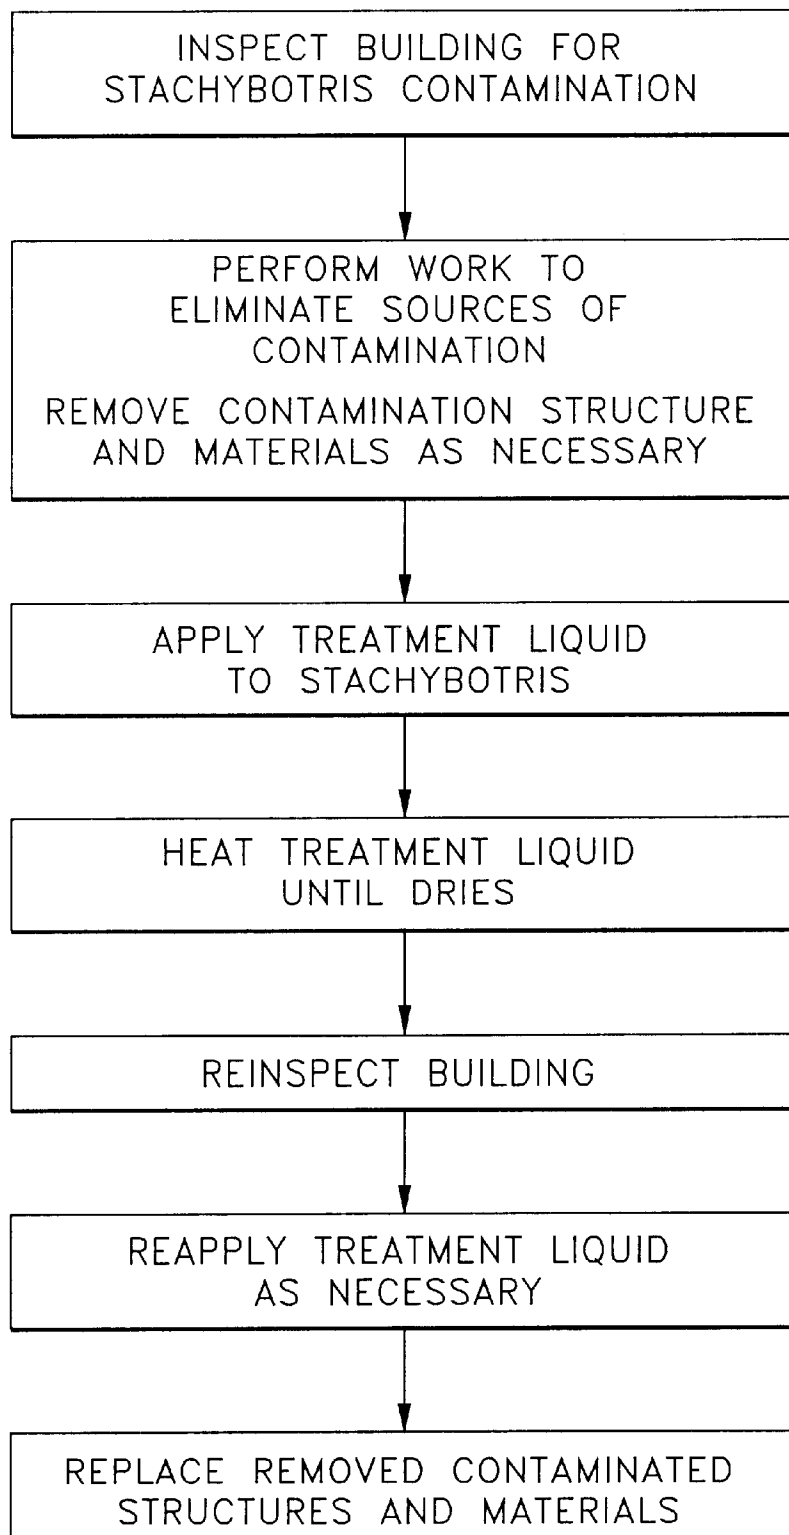 INSPECT BUILDING FOR
STACHYBOTRIS CONTAMINATION
PERFORM WORK TO
ELIMINATE SOURCES OF
CONTAMINATION
REMOVE CONTAMINATION STRUCTURE
AND MATERIALS AS NECESSARY
APPLY TREATMENT LIQUID
TO STACHYBOTRIS
HEAT TREATMENT LIQUID
UNTIL DRIES
REINSPECT BUILDING
REAPPLY TREATMENT LIQUID
AS NECESSARY
REPLACE REMOVED CONTAMINATED
STRUCTURES AND MATERIALS